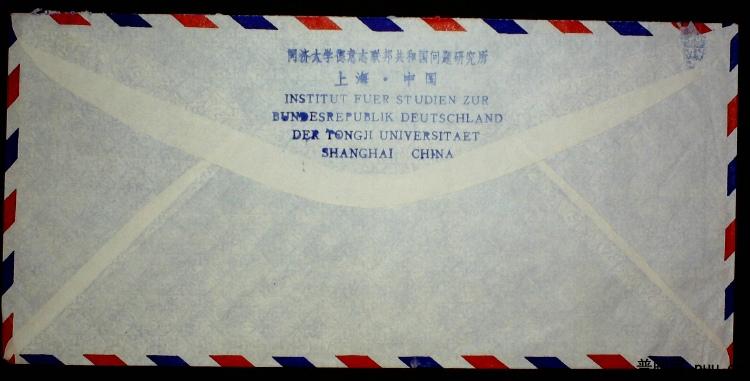 同济大学德意志联邦共和国问题研究所
上海·中国
INSTITUT FUER STUDIEN ZUR
BUNDESREPUBLIK DEUTSCHLAND
DER TONGJI UNIVERSITAET
SHANGHAI CHINA